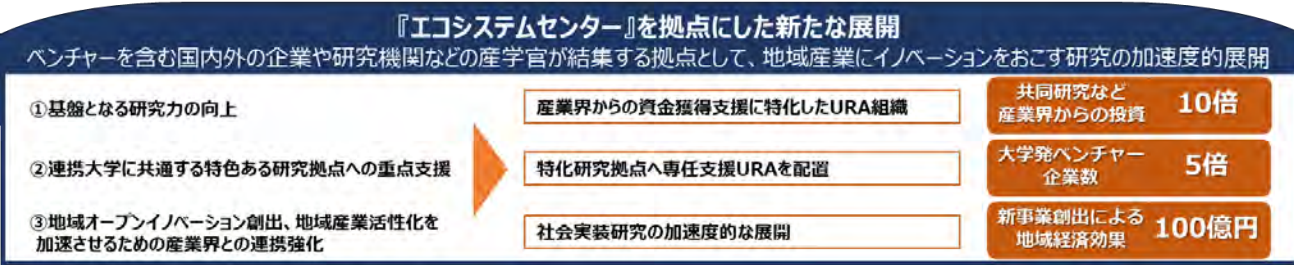 『エコシステムセンター』を拠点にした新たな展開
ベンチャーを含む国内外の企業や研究機関などの産学官が結集する拠点として、地域産業にイノベーションをおこす研究の加速度的展開
①基盤となる研究力の向上
産業界からの資金獲得支援に特化したURA組織
共同研究など
産業界からの投資
10倍
②連携大学に共通する特色ある研究拠点への重点支援
特化研究拠点へ専任支援URAを配置
大学発ベンチャー
企業数
5倍
③地域オープンイノベーション創出、地域産業活性化を
加速させるための産業界との連携強化
社会実装研究の加速度的な展開
新事業創出による
地域経済効果
100億円